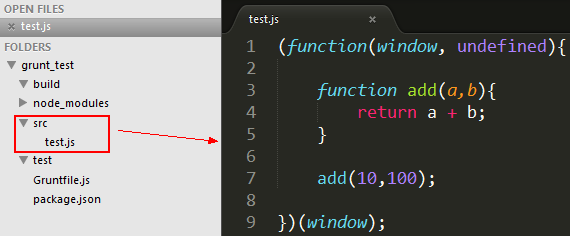 OPEN FILES
× test.js
FOLDERS
grunt_test
build
node_modules
src
test.js
test
Gruntfile.js
package.json
test.js ×
1 (function(window, undefined){
2
3 function add(a,b){
4 return a + b;
5 }
6
7 add(10,100);
8
9 })(window);